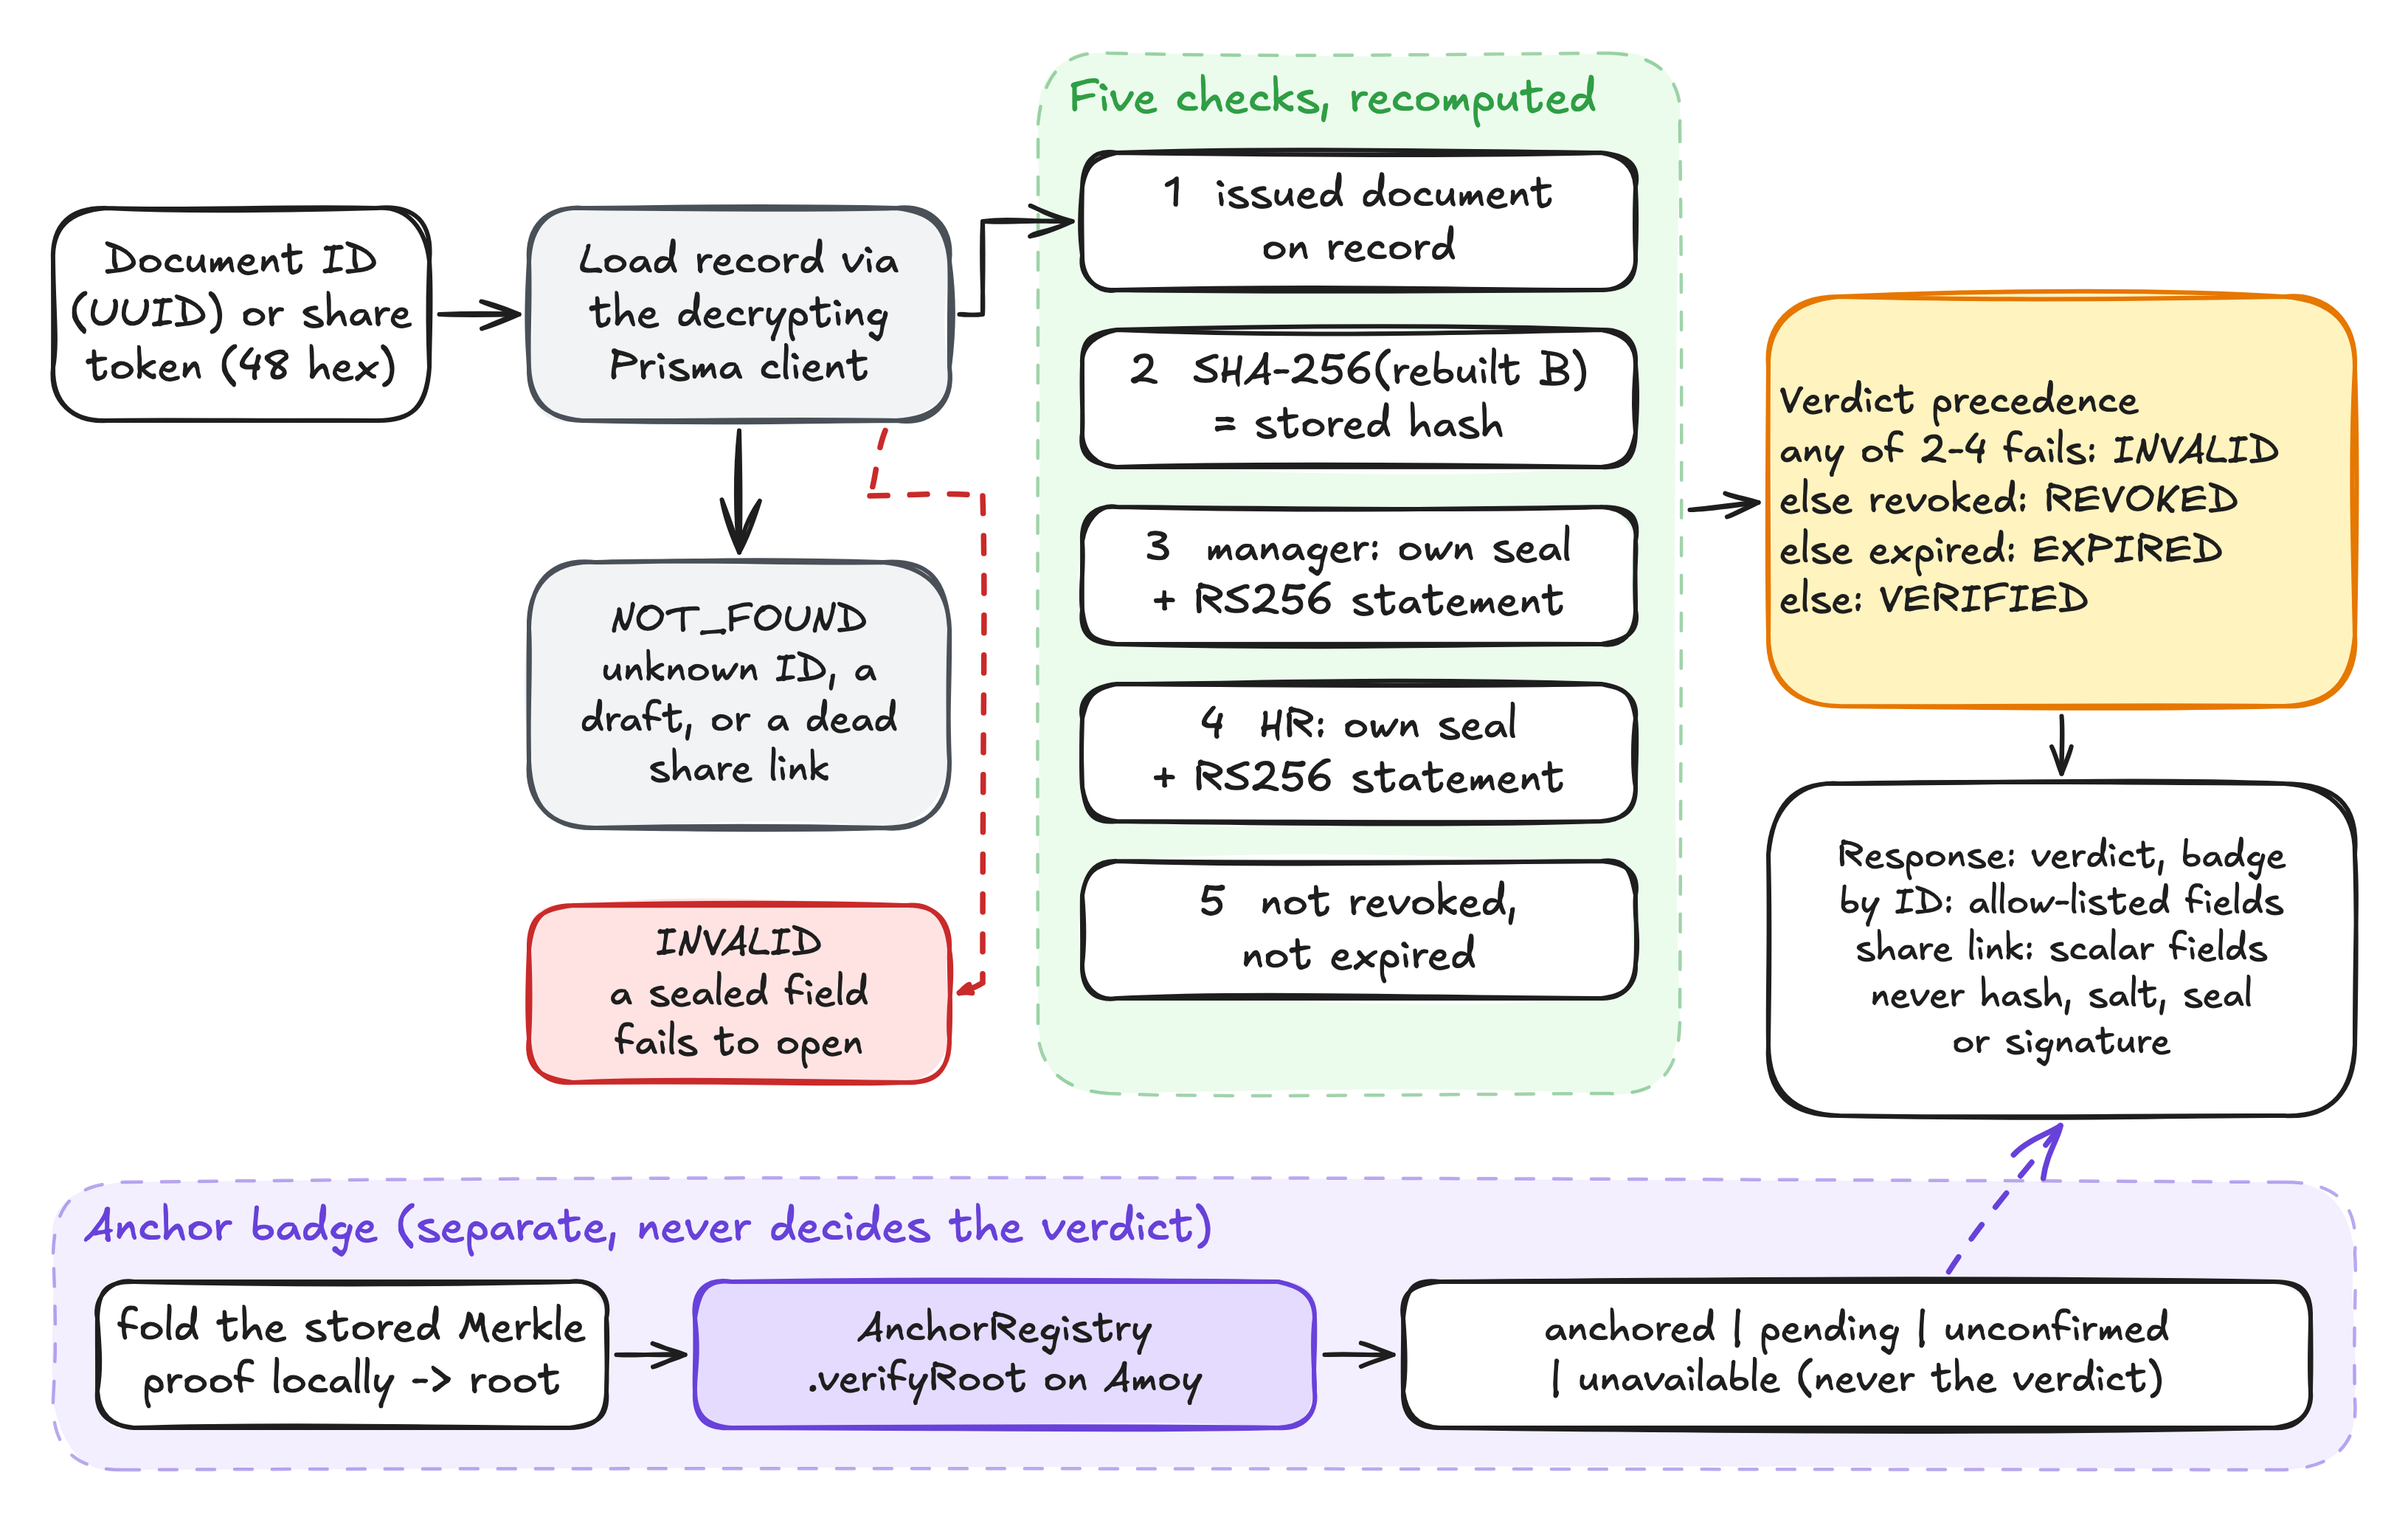 Document ID
(UUID) or share
token (48 hex)
Load record via
the decrypting
Prisma client
NOT_FOUND
unknown ID, a
draft, or a dead
share link
INVALID
a sealed field
fails to open
Five checks, recomputed
1 issued document
on record
2 SHA-256(rebuilt B)
= stored hash
3 manager: own seal
+ RS256 statement
4 HR: own seal
+ RS256 statement
5 not revoked,
not expired
Verdict precedence
any of 2-4 fails: INVALID
else revoked: REVOKED
else expired: EXPIRED
else: VERIFIED
Response: verdict, badge
by ID: allow-listed fields
share link: scalar fields
never hash, salt, seal
or signature
Anchor badge (separate, never decides the verdict)
fold the stored Merkle
proof locally -> root
AnchorRegistry
.verifyRoot on Amoy
anchored | pending | unconfirmed
| unavailable (never the verdict)